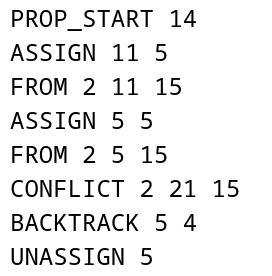 PROP_START 14
ASSIGN 11 5
FROM 2 11 15
ASSIGN 5 5
FROM 2 5 15
CONFLICT 2 21 15
BACKTRACK 5 4
UNASSIGN 5